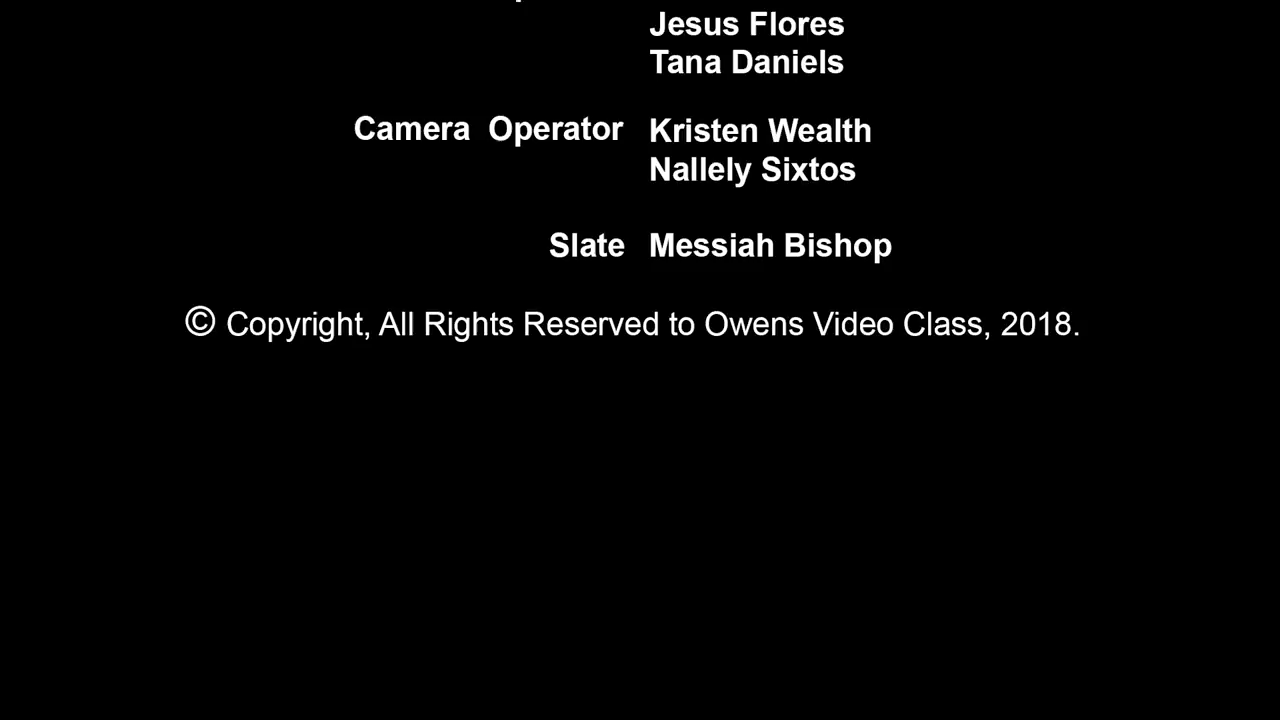 Jesus Flores
Tana Daniels
Camera Operator Kristen Wealth
Nallely Sixtos
Slate Messiah Bishop
© Copyright, All Rights Reserved to Owens Video Class, 2018.